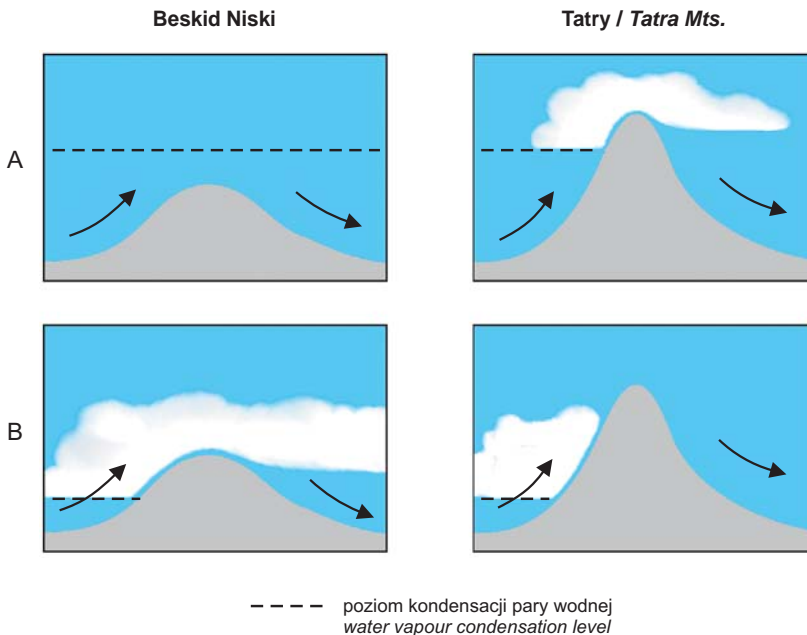 Beskid Niski
Tatry / Tatra Mts.
A
B
poziom kondensacji pary wodnej
water vapour condensation level